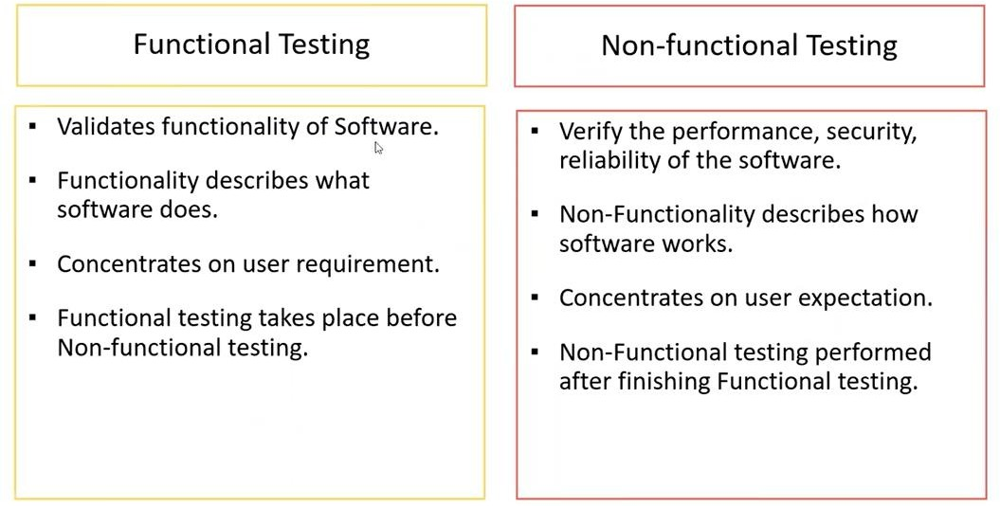 Functional Testing
▪ Validates functionality of Software.
▪ Functionality describes what
software does.
▪ Concentrates on user requirement.
▪ Functional testing takes place before
Non-functional testing.
Non-functional Testing
▪ Verify the performance, security,
reliability of the software.
▪ Non-Functionality describes how
software works.
▪ Concentrates on user expectation.
▪ Non-Functional testing performed
after finishing Functional testing.